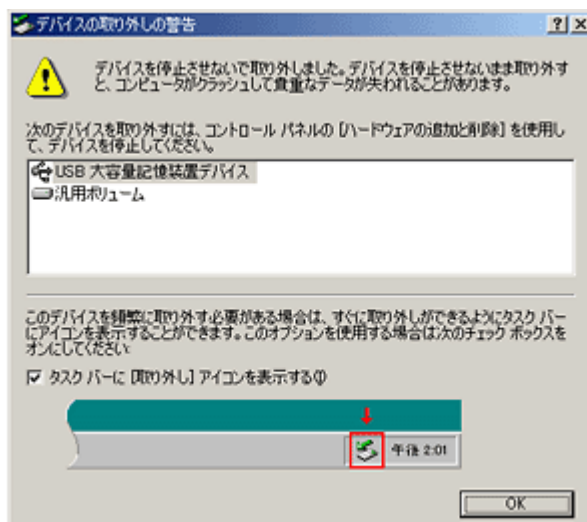 デバイスの取り外しの警告
デバイスを停止させないで取り外しました。デバイスを停止させないまま取り外す
と、コンピュータがクラッシュして貴重なデータが失われることがあります。
次のデバイスを取り外すには、コントロール パネルの [ハードウェアの追加と削除] を使用し
て、デバイスを停止してください。
USB 大容量記憶装置デバイス
汎用ボリューム
このデバイスを頻繁に取り外す必要がある場合は、すぐに取り外しができるようにタスク バー
にアイコンを表示することができます。このオプションを使用する場合は次のチェック ボックスを
オンにしてください:
タスク バーに [取り外し] アイコンを表示する(I)
午後 2:01
OK